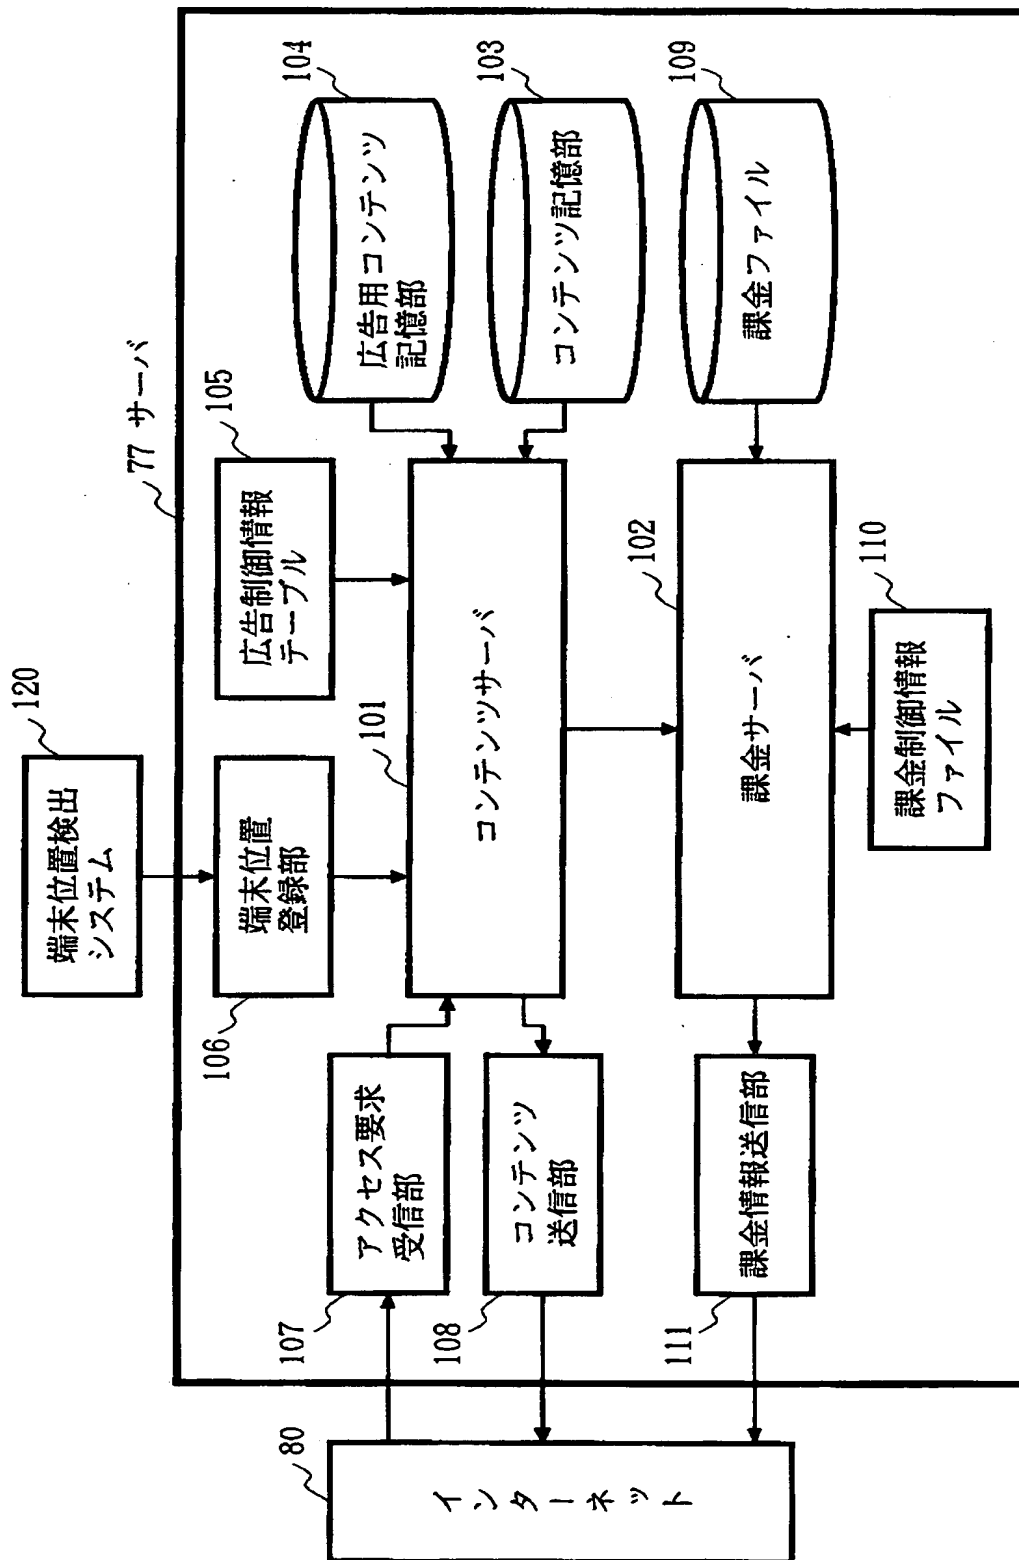 120
端末位置検出
システム
77 サーバ
106
端末位置
登録部
105
広告制御情報
テーブル
104
広告用コンテンツ
記憶部
107
アクセス要求
受信部
101
コンテンツサーバ
103
コンテンツ記憶部
80
インターネット
108
コンテンツ
送信部
102
課金サーバ
109
課金ファイル
111
課金情報送信部
110
課金制御情報
ファイル